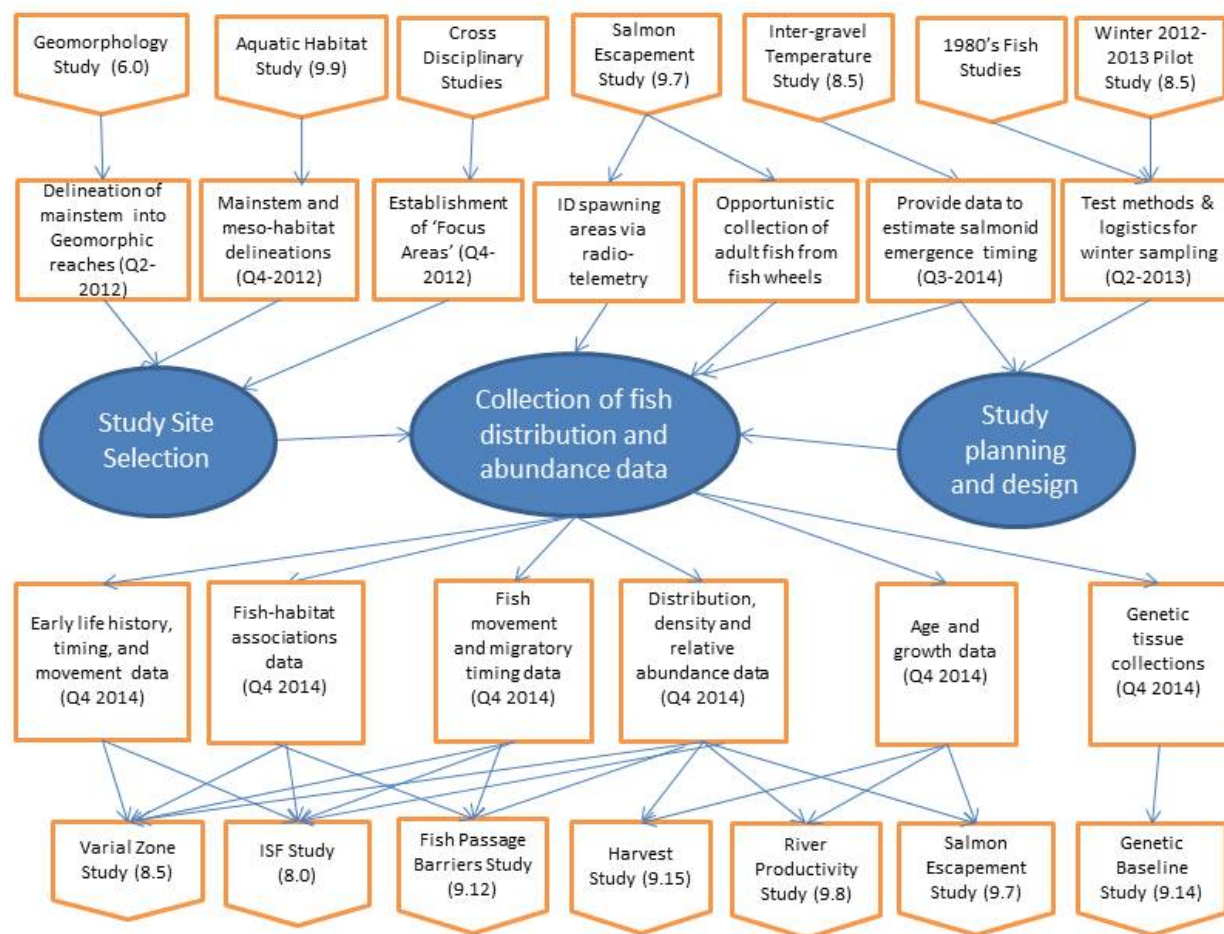 Geomorphology
Study (6.0)
Aquatic Habitat
Study (9.9)
Cross
Disciplinary
Studies
Salmon
Escapement
Study (9.7)
Inter-gravel
Temperature
Study (8.5)
1980's Fish
Studies
Winter 2012-
2013 Pilot
Study (8.5)
Delineation of
mainstem into
Geomorphic
reaches (Q2-
2012)
Mainstem and
meso-habitat
delineations
(Q4-2012)
Establishment
of 'Focus
Areas' (Q4-
2012)
ID spawning
areas via
radio-
telemetry
Opportunistic
collection of
adult fish from
fish wheels
Provide data to
estimate salmonid
emergence timing
(Q3-2014)
Test methods &
logistics for
winter sampling
(Q2-2013)
Study Site
Selection
Collection of fish
distribution and
abundance data
Study
planning
and design
Early life history,
timing, and
movement data
(Q4 2014)
Fish-habitat
associations
data
(Q4 2014)
Fish
movement
and migratory
timing data
(Q4 2014)
Distribution,
density and
relative
abundance data
(Q4 2014)
Age and
growth data
(Q4 2014)
Genetic
tissue
collections
(Q4 2014)
Varial Zone
Study (8.5)
ISF Study
(8.0)
Fish Passage
Barriers Study
(9.12)
Harvest
Study (9.15)
River
Productivity
Study (9.8)
Salmon
Escapement
Study (9.7)
Genetic
Baseline
Study (9.14)